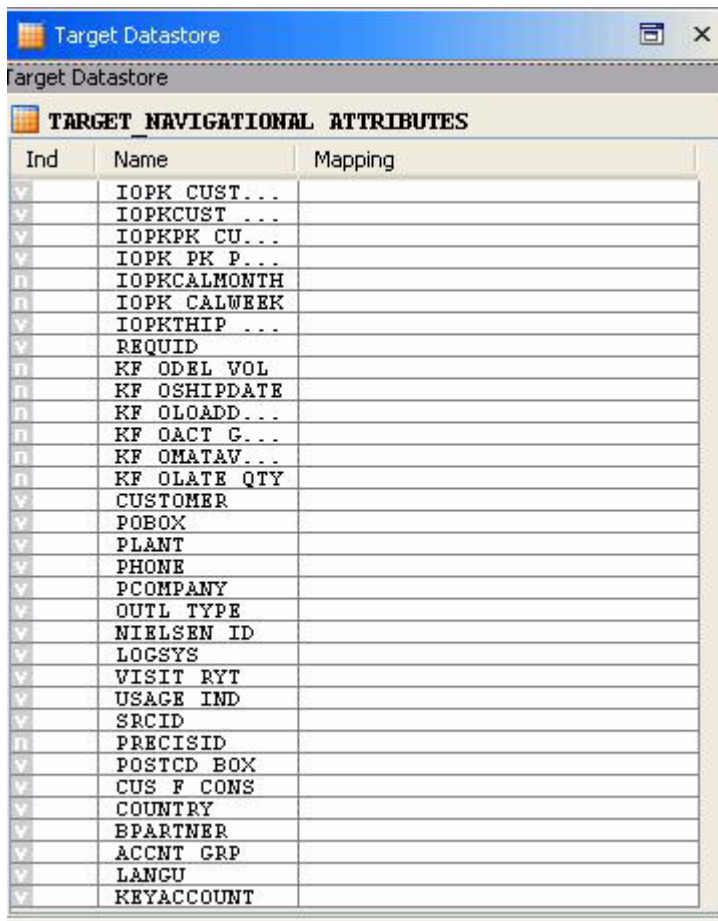 Target Datastore
Target Datastore
TARGET_NAVIGATIONAL ATTRIBUTES
Ind Name Mapping
v IOPK CUST...
v IOPKCUST ...
v IOPKPK CU...
v IOPK PK P...
n IOPKCALMONTH
n IOPK CALWEEK
v IOPKTHIP ...
v REQUID
n KF ODEL VOL
n KF OSHIPDATE
n KF OLOADD...
n KF OACT G...
n KF OMATAV...
n KF OLATE QTY
v CUSTOMER
v POBOX
v PLANT
v PHONE
v PCOMPANY
v OUTL TYPE
v NIELSEN ID
v LOGSYS
v VISIT RYT
v USAGE IND
v SRCID
n PRECISID
v POSTCD BOX
v CUS F CONS
v COUNTRY
v BPARTNER
v ACCNT GRP
v LANGU
v KEYACCOUNT